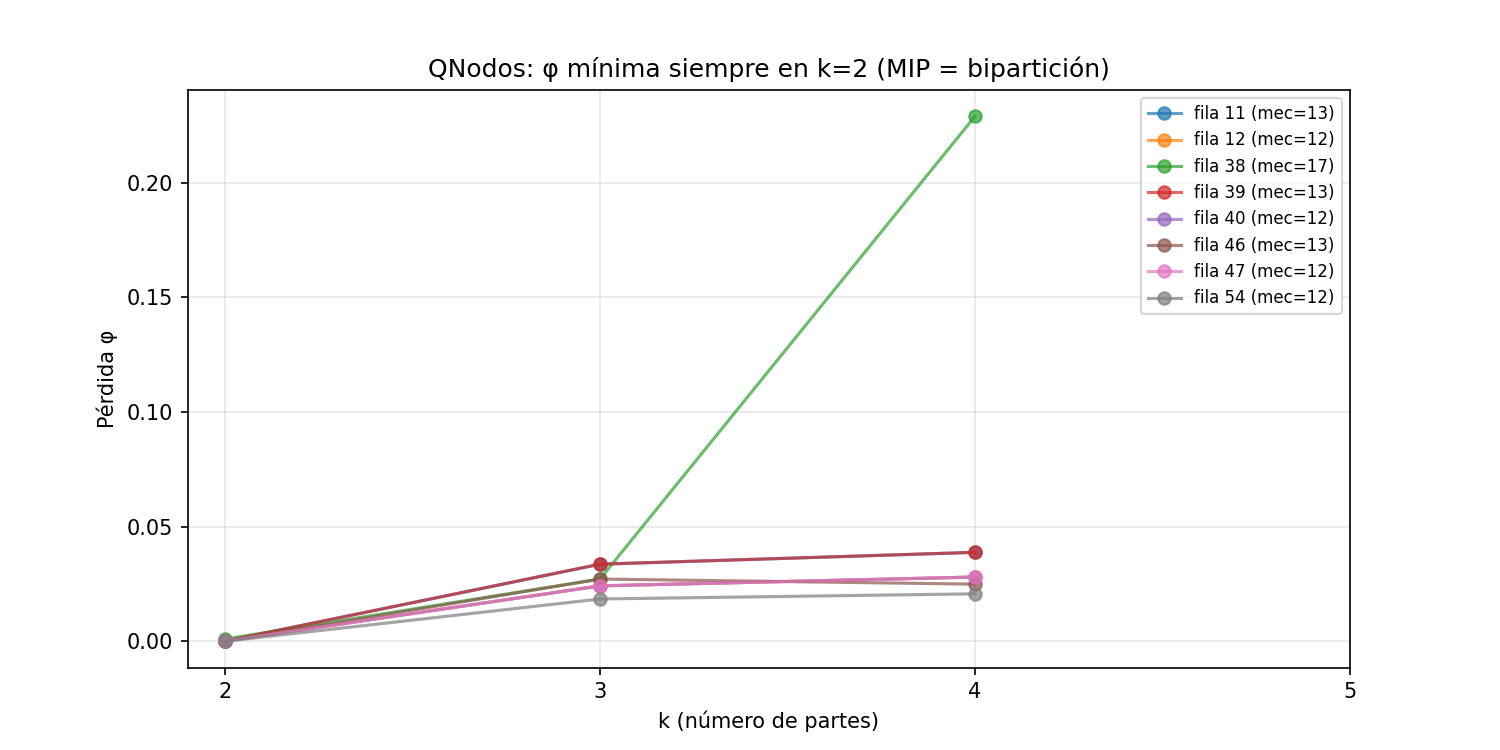 QNodos: φ mínima siempre en k=2 (MIP = bipartición)
fila 11 (mec=13)
fila 12 (mec=12)
fila 38 (mec=17)
fila 39 (mec=13)
fila 40 (mec=12)
fila 46 (mec=13)
fila 47 (mec=12)
fila 54 (mec=12)
Pérdida φ
0.20
0.15
0.10
0.05
0.00
2 3 4 5
k (número de partes)